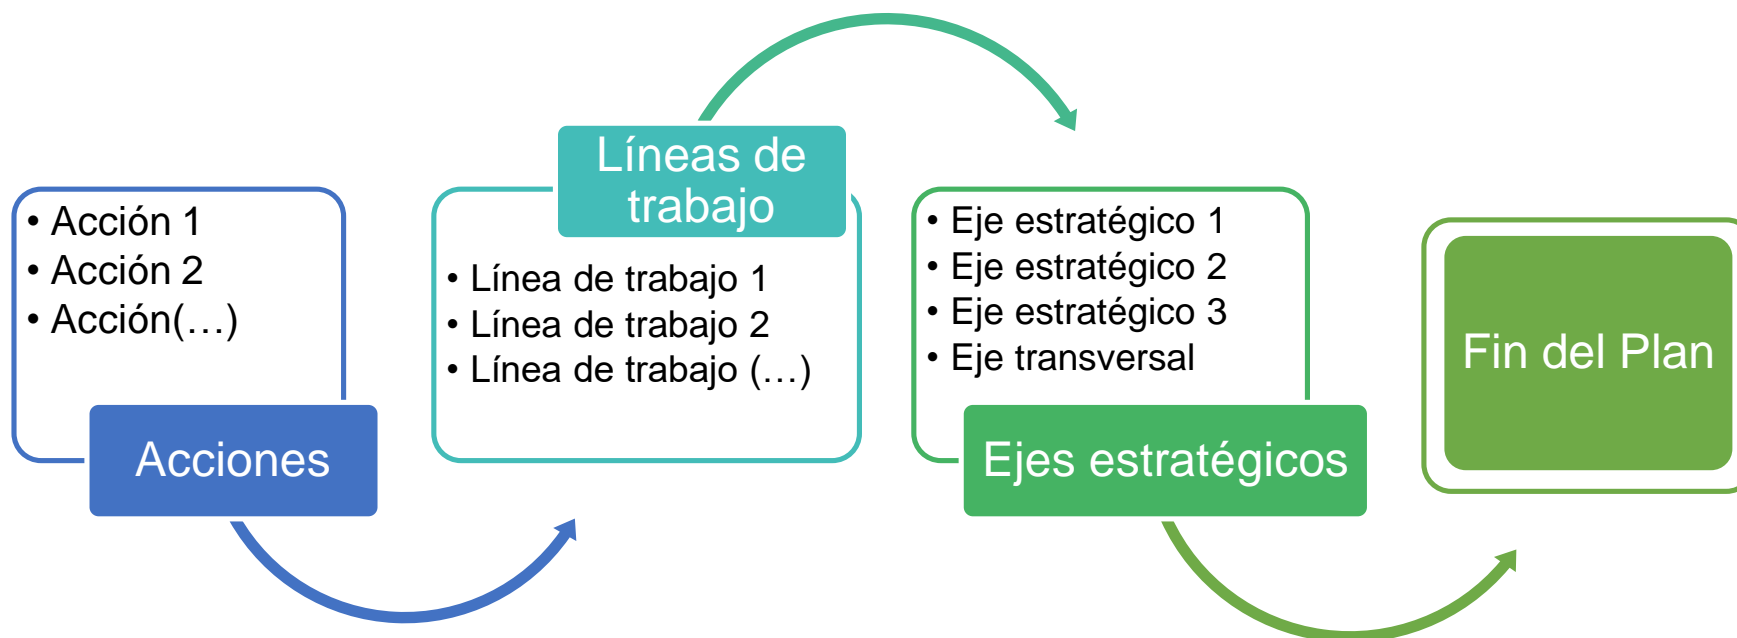 • Acción 1
• Acción 2
• Acción(…)
Acciones
Líneas de
trabajo
• Línea de trabajo 1
• Línea de trabajo 2
• Línea de trabajo (…)
• Eje estratégico 1
• Eje estratégico 2
• Eje estratégico 3
• Eje transversal
Ejes estratégicos
Fin del Plan